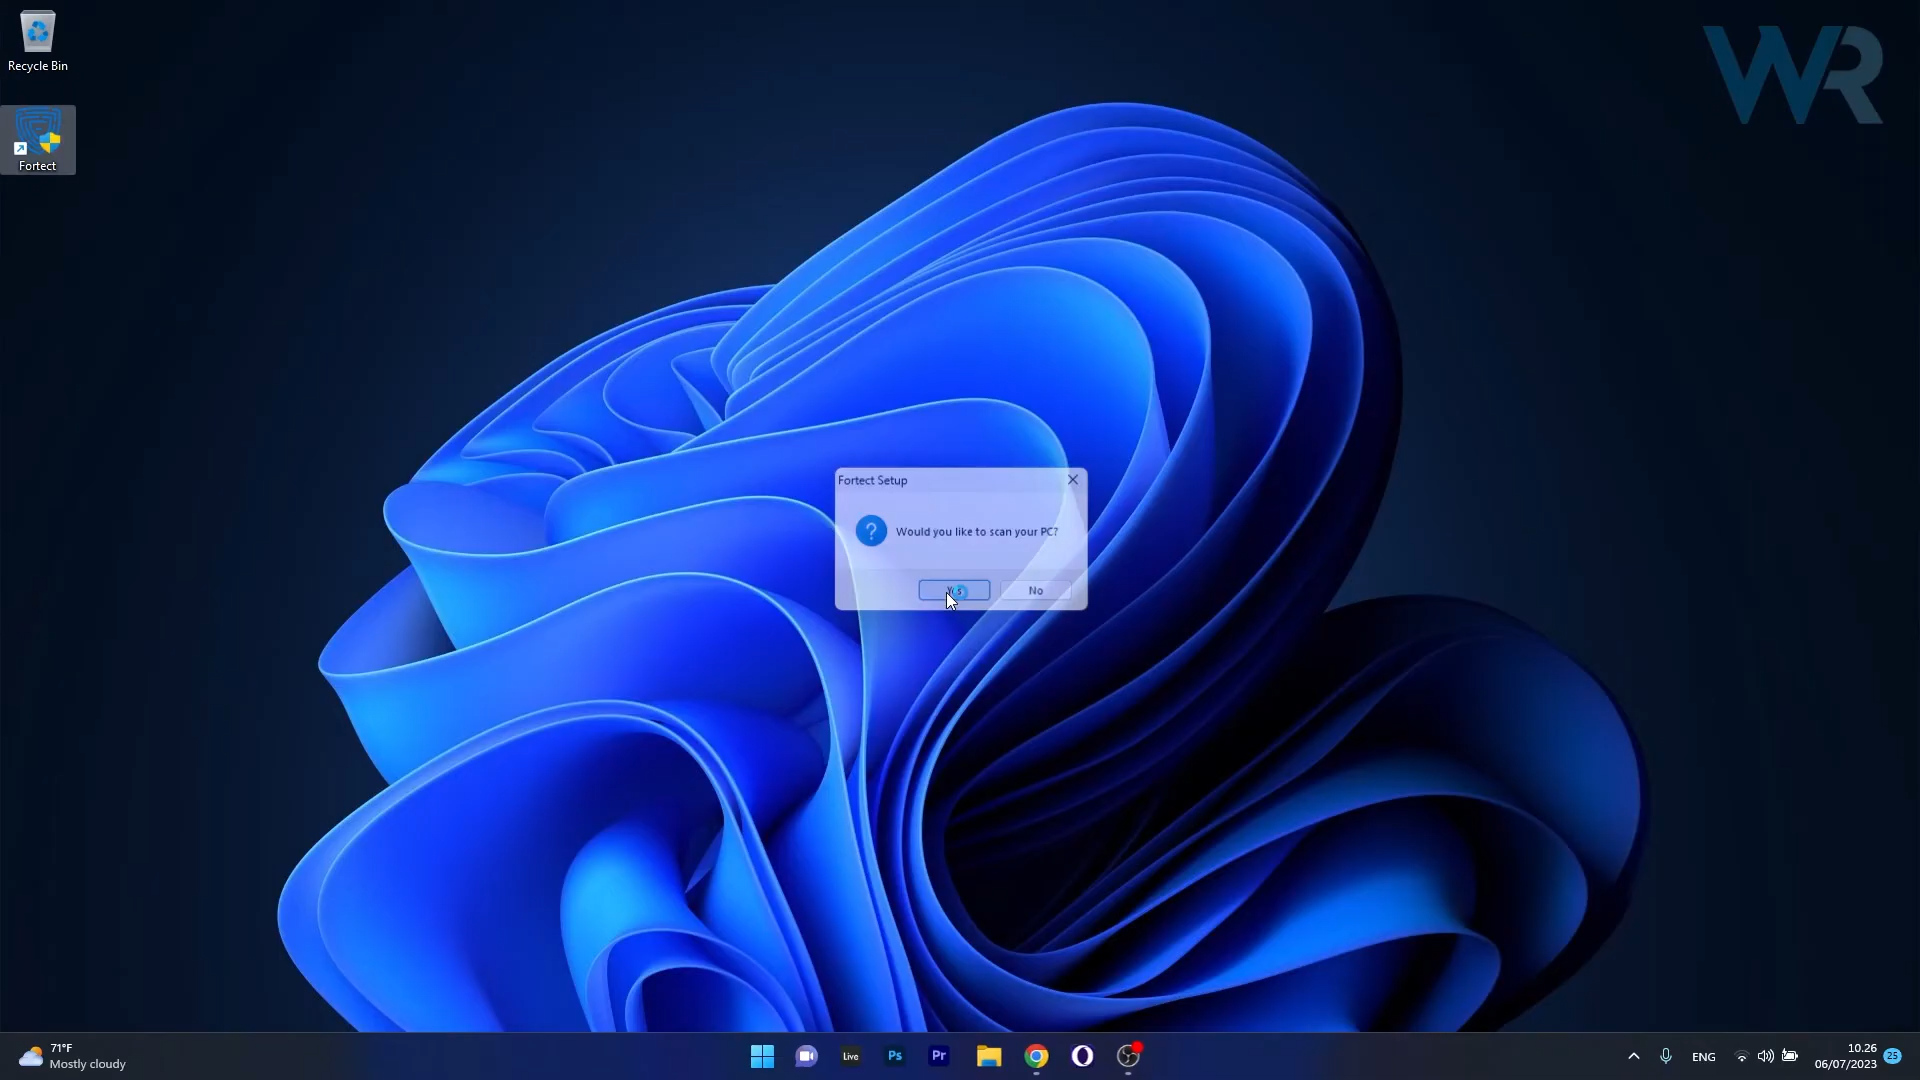 Recycle Bin
WR
Fortect
Fortect Setup
Would you like to scan your PC?
No
71°F
Mostly cloudy
Live
Ps
Pr
ENG
10.26
06/07/2023
25